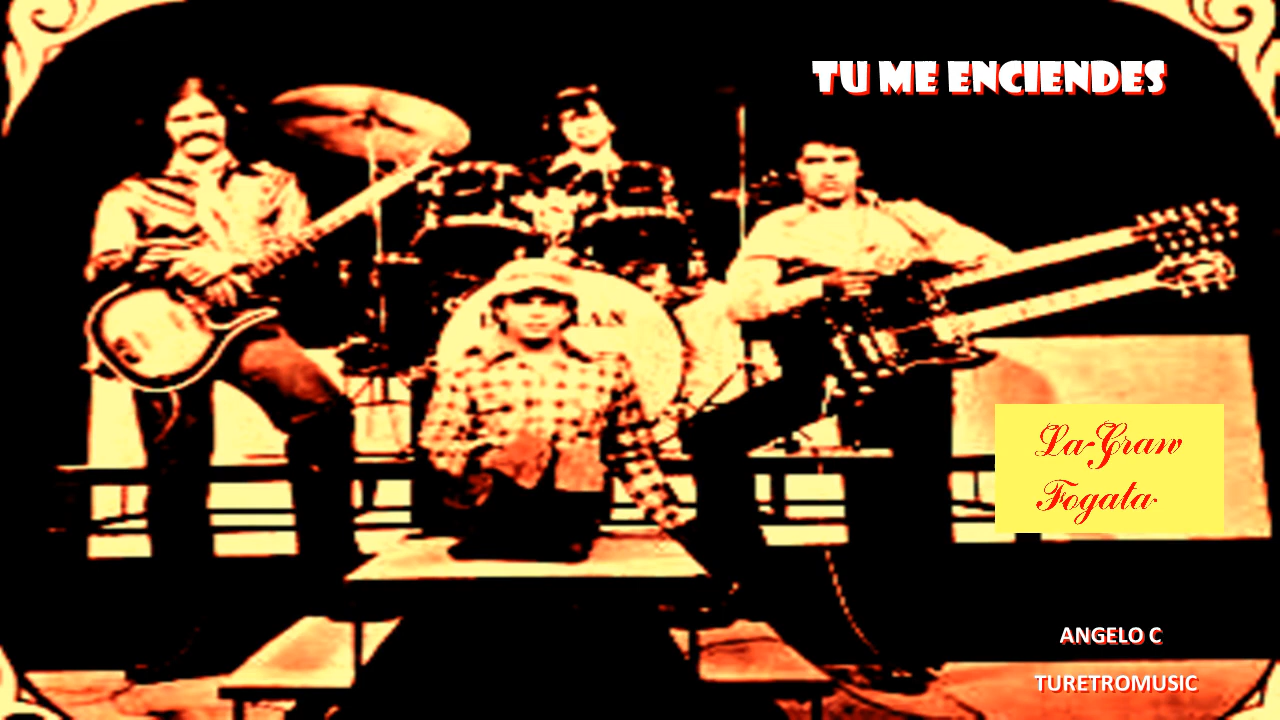 TU ME ENCIENDES
La Gran
Fogata
ANGELO C
TURETROMUSIC